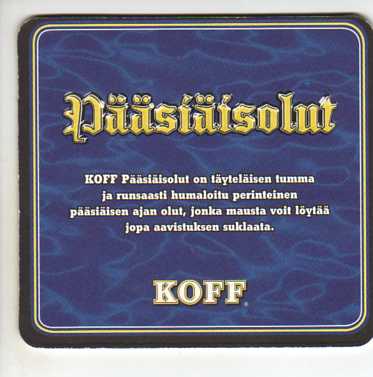 Pääsiäisolut
KOFF Pääsiäisolut on täyteläisen tumma
ja runsaasti humaloitu perinteinen
pääsiäisen ajan olut, jonka mausta voit löytää
jopa aavistuksen suklaata.
KOFF